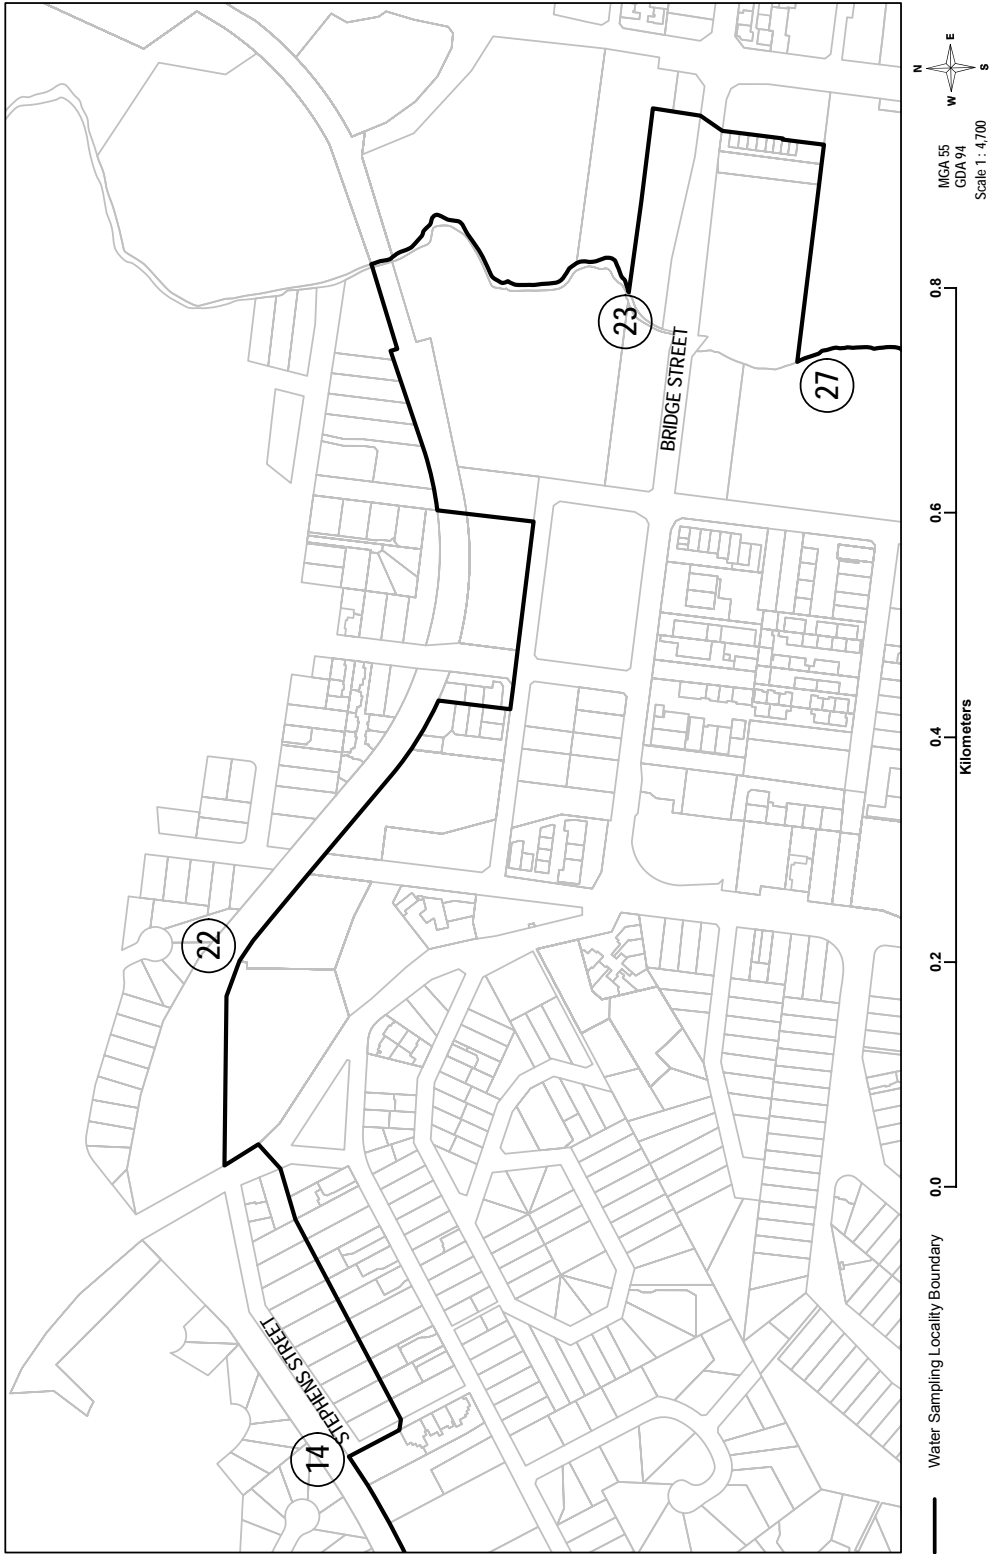 14
STEPHENS STREET
22
23
BRIDGE STREET
27
Water Sampling Locality Boundary
0.0
0.2
0.4
0.6
0.8
Kilometers
MGA 55
GDA 94
Scale 1 : 4,700
N
E
S
W